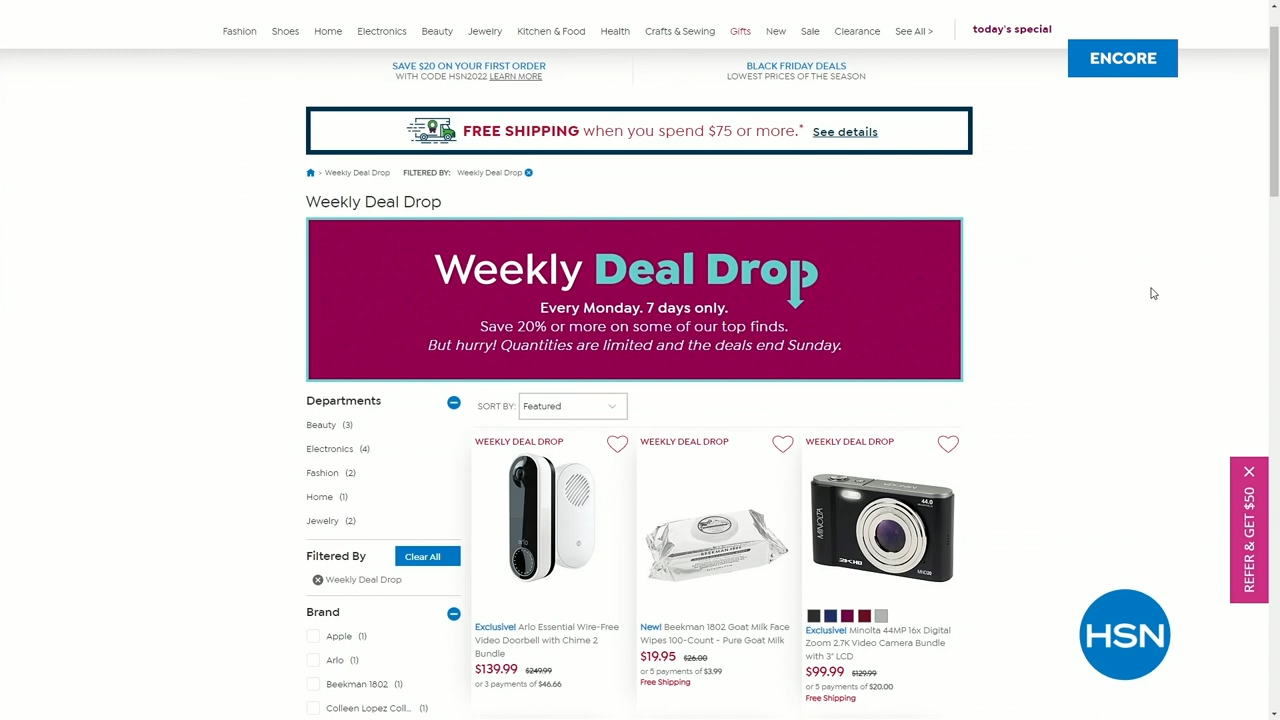 Fashion Shoes Home Electronics Beauty Jewelry Kitchen & Food Health Crafts & Sewing Gifts New Sale Clearance See All > today's special
ENCORE
SAVE $20 ON YOUR FIRST ORDER
WITH CODE HSN2022 LEARN MORE
BLACK FRIDAY DEALS
LOWEST PRICES OF THE SEASON
FREE SHIPPING when you spend $75 or more.* See details
> Weekly Deal Drop FILTERED BY: Weekly Deal Drop
Weekly Deal Drop
Weekly Deal Drop
Every Monday. 7 days only.
Save 20% or more on some of our top finds.
But hurry! Quantities are limited and the deals end Sunday.
Departments
Beauty (3)
Electronics (4)
Fashion (2)
Home (1)
Jewelry (2)
Filtered By Clear All
Weekly Deal Drop
Brand
Apple (1)
Arlo (1)
Beekman 1802 (1)
Colleen Lopez Coll... (1)
SORT BY: Featured
WEEKLY DEAL DROP
arlo
Exclusive! Arlo Essential Wire-Free
Video Doorbell with Chime 2
Bundle
$139.99 $249.99
or 3 payments of $46.66
WEEKLY DEAL DROP
BEEKMAN 1802
New! Beekman 1802 Goat Milk Face
Wipes 100-Count - Pure Goat Milk
$19.95 $26.00
or 5 payments of $3.99
Free Shipping
WEEKLY DEAL DROP
MINOLTA
44.0
MND20
Exclusive! Minolta 44MP 16x Digital
Zoom 2.7K Video Camera Bundle
with 3" LCD
$99.99 $129.99
or 5 payments of $20.00
Free Shipping
REFER & GET $50
HSN